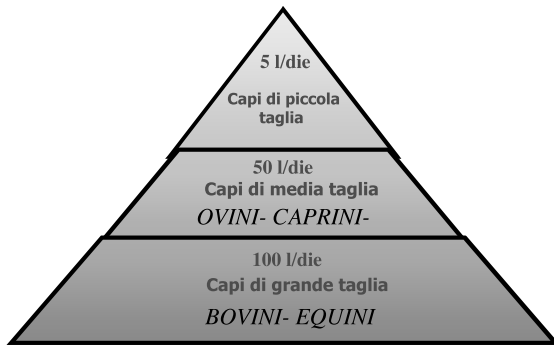 5 l/die
Capi di piccola
taglia
50 l/die
Capi di media taglia
OVINI- CAPRINI-
100 l/die
Capi di grande taglia
BOVINI- EQUINI